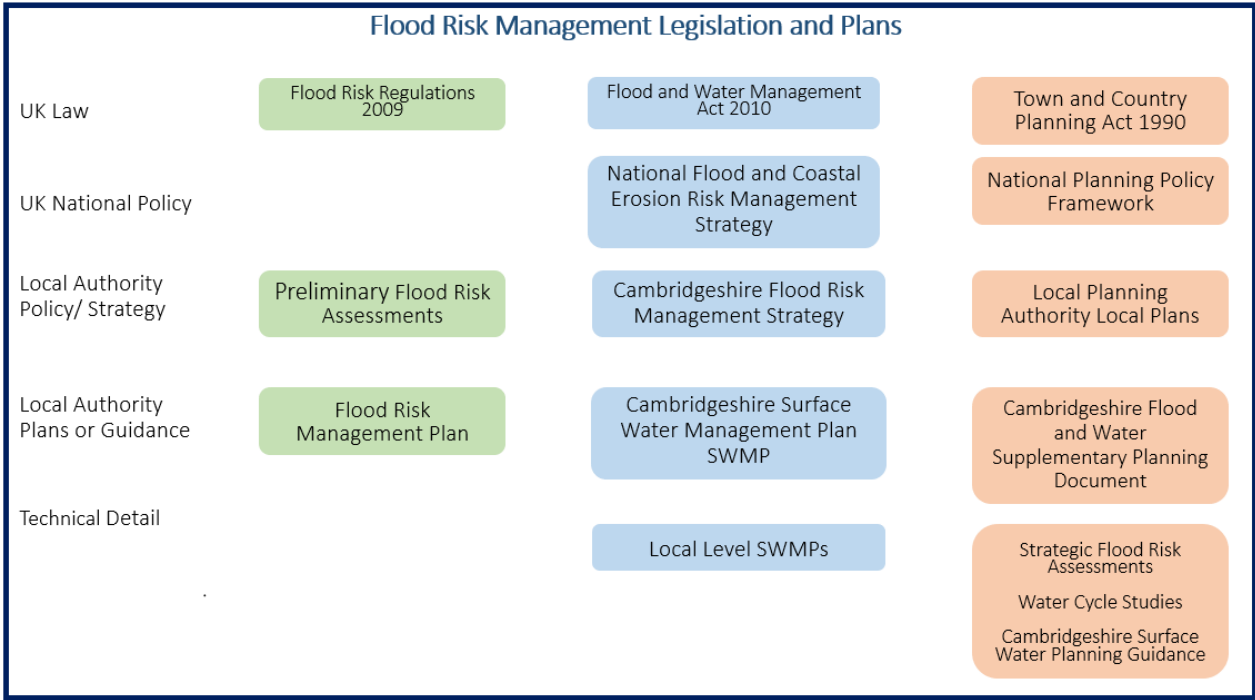 Flood Risk Management Legislation and Plans
UK Law
Flood Risk Regulations
2009
Flood and Water Management
Act 2010
Town and Country
Planning Act 1990
UK National Policy
National Flood and Coastal
Erosion Risk Management
Strategy
National Planning Policy
Framework
Local Authority
Policy/ Strategy
Preliminary Flood Risk
Assessments
Cambridgeshire Flood Risk
Management Strategy
Local Planning
Authority Local Plans
Local Authority
Plans or Guidance
Flood Risk
Management Plan
Cambridgeshire Surface
Water Management Plan
SWMP
Cambridgeshire Flood
and Water
Supplementary Planning
Document
Technical Detail
Local Level SWMPs
Strategic Flood Risk
Assessments
Water Cycle Studies
Cambridgeshire Surface
Water Planning Guidance
.